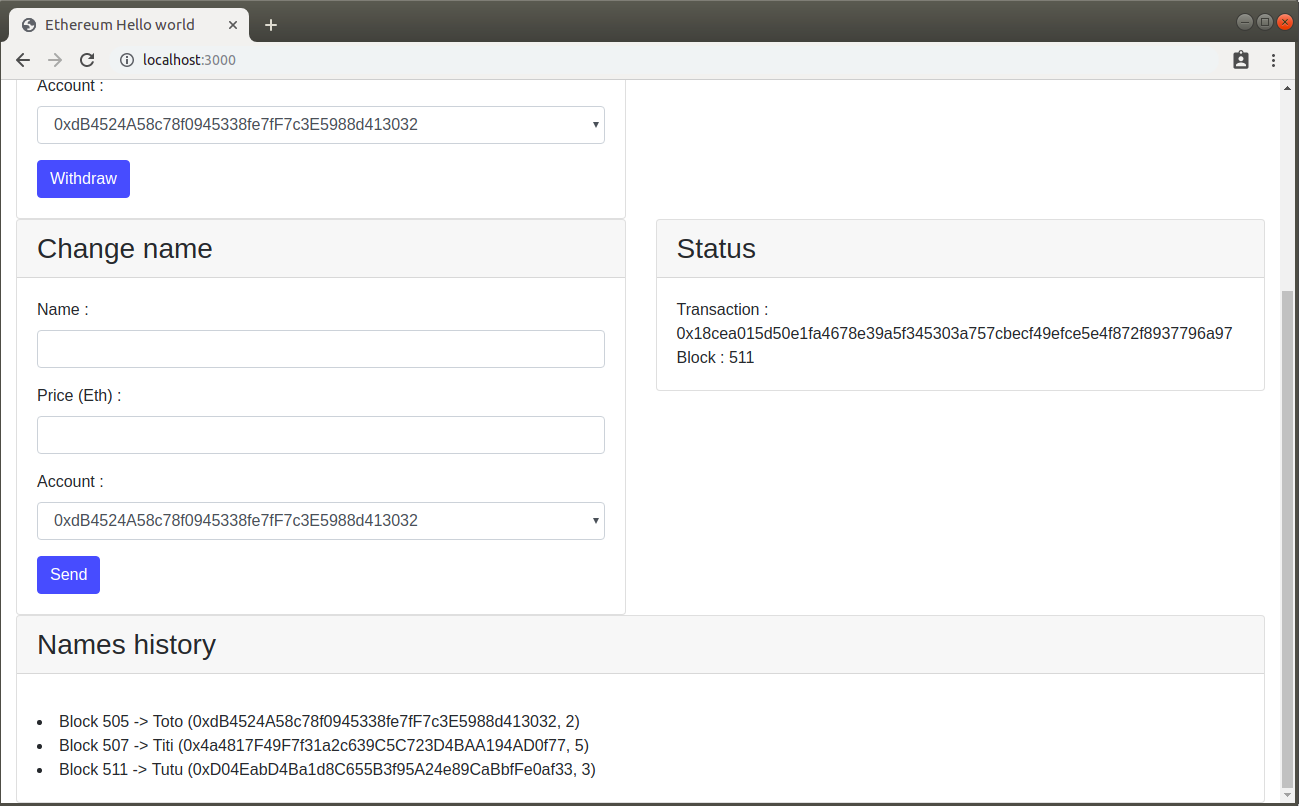 Ethereum Hello world
localhost:3000
Account :
0xdB4524A58c78f0945338fe7fF7c3E5988d413032
Withdraw
Change name
Name :
Price (Eth) :
Account :
0xdB4524A58c78f0945338fe7fF7c3E5988d413032
Send
Status
Transaction :
0x18cea015d50e1fa4678e39a5f345303a757cbecf49efce5e4f872f8937796a97
Block : 511
Names history
Block 505 -> Toto (0xdB4524A58c78f0945338fe7fF7c3E5988d413032, 2)
Block 507 -> Titi (0x4a4817F49F7f31a2c639C5C723D4BAA194AD0f77, 5)
Block 511 -> Tutu (0xD04EabD4Ba1d8C655B3f95A24e89CaBbfFe0af33, 3)